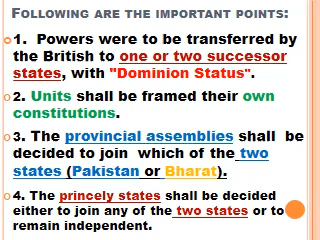 FOLLOWING ARE THE IMPORTANT POINTS:
1. Powers were to be transferred by
the British to one or two successor
states, with "Dominion Status".
2. Units shall be framed their own
constitutions.
3. The provincial assemblies shall be
decided to join which of the two
states (Pakistan or Bharat).
4. The princely states shall be decided
either to join any of the two states or to
remain independent.